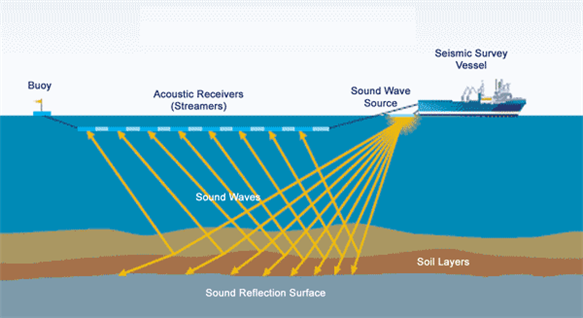 Seismic Survey
Vessel
Buoy
Acoustic Receivers
(Streamers)
Sound Wave
Source
Sound Waves
Soil Layers
Sound Reflection Surface